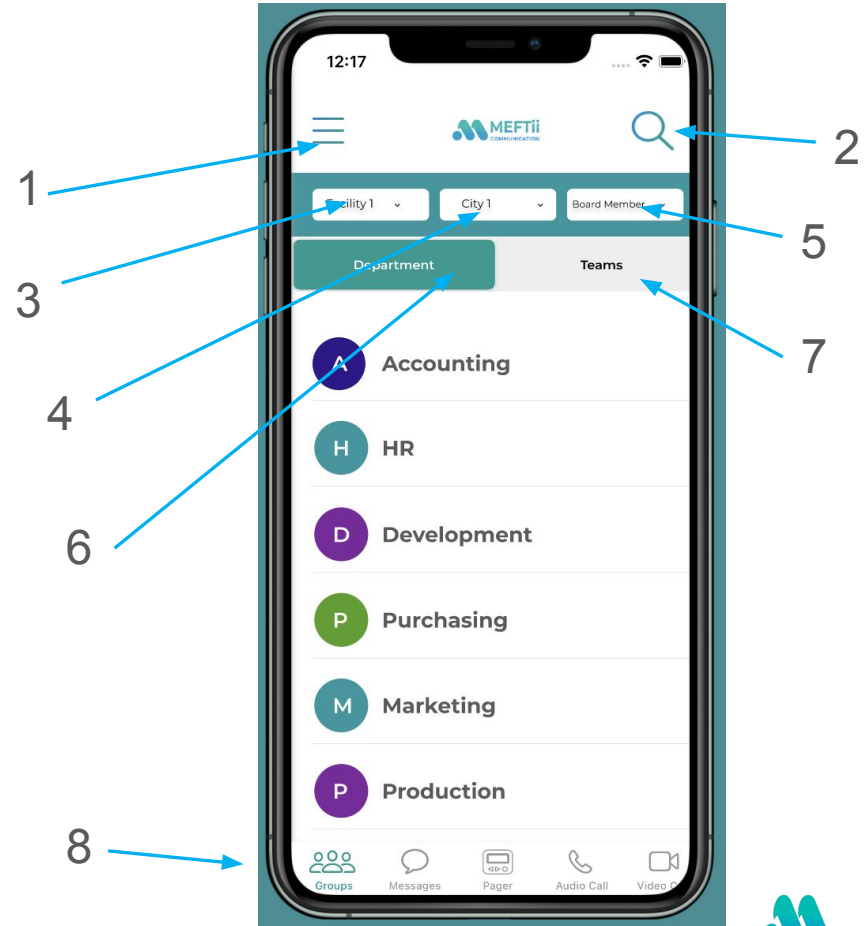 12:17
MEFTii
COMMUNICATION
1
2
Facility 1
City 1
Board Member
3
5
Department
Teams
4
7
A Accounting
H HR
D Development
6
P Purchasing
M Marketing
P Production
8
Groups Messages Pager Audio Call Video